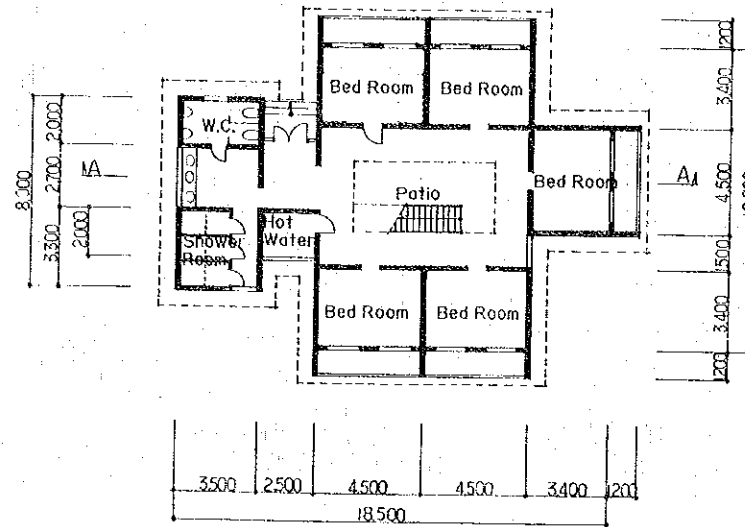 Bed Room
Bed Room
W.C.
Bed Room
Patio
Hot
Water
Shower
Room
Bed Room
Bed Room
A
A
8,000
2,000
2,700
3,300
2,000
1,200
3,400
4,500
1,500
3,400
1,200
3,500
2,500
4,500
4,500
3,400
1,200
18,500